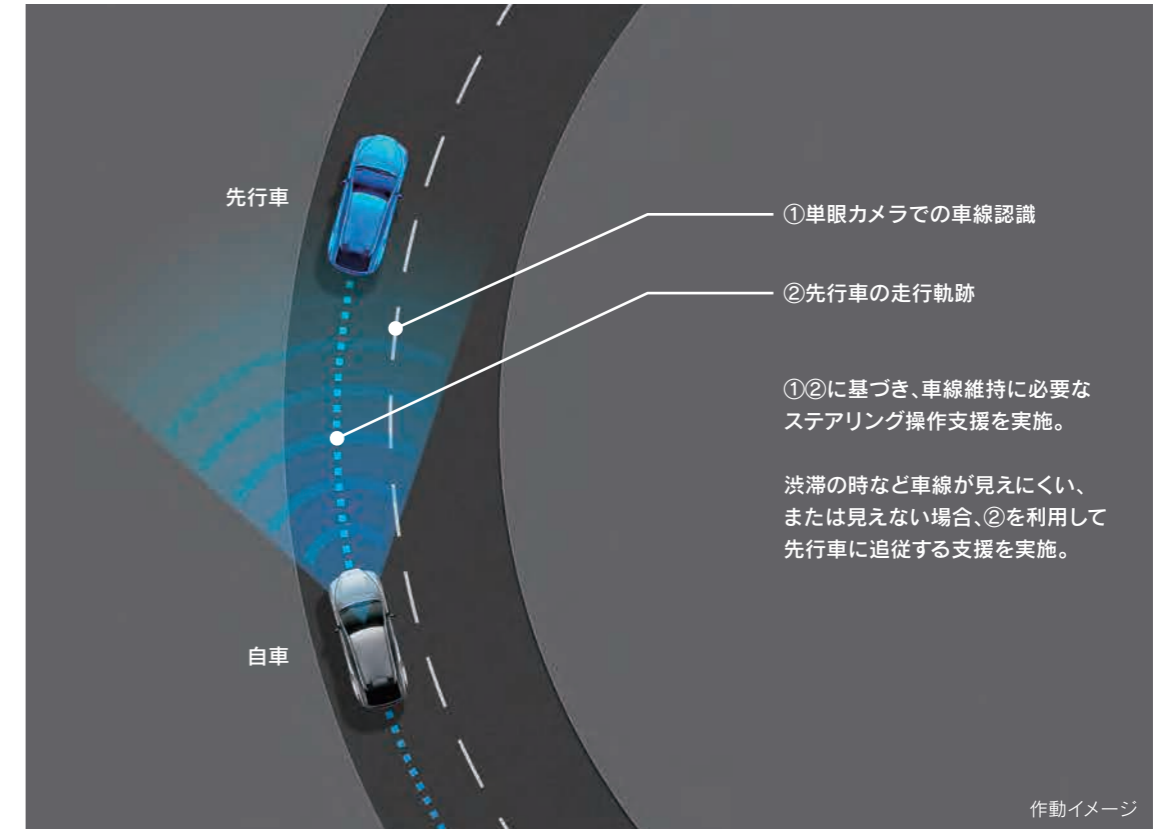 先行車
①単眼カメラでの車線認識
②先行車の走行軌跡
①②に基づき、車線維持に必要な
ステアリング操作支援を実施。
渋滞の時など車線が見えにくい、
または見えない場合、②を利用して
先行車に追従する支援を実施。
自車
作動イメージ